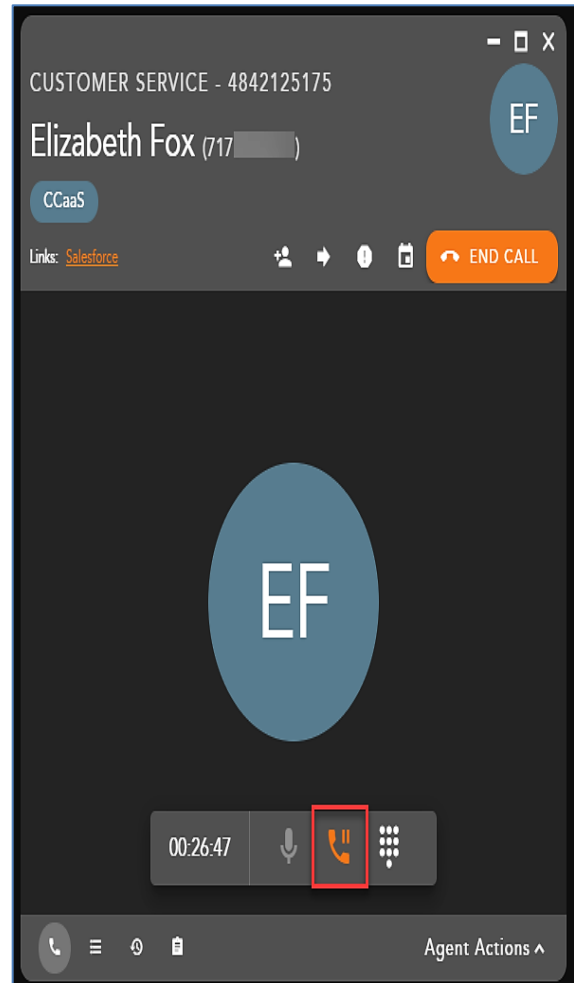 CUSTOMER SERVICE - 4842125175
EF
Elizabeth Fox (717 )
CCaaS
Links: Salesforce
END CALL
EF
00:26:47
Agent Actions